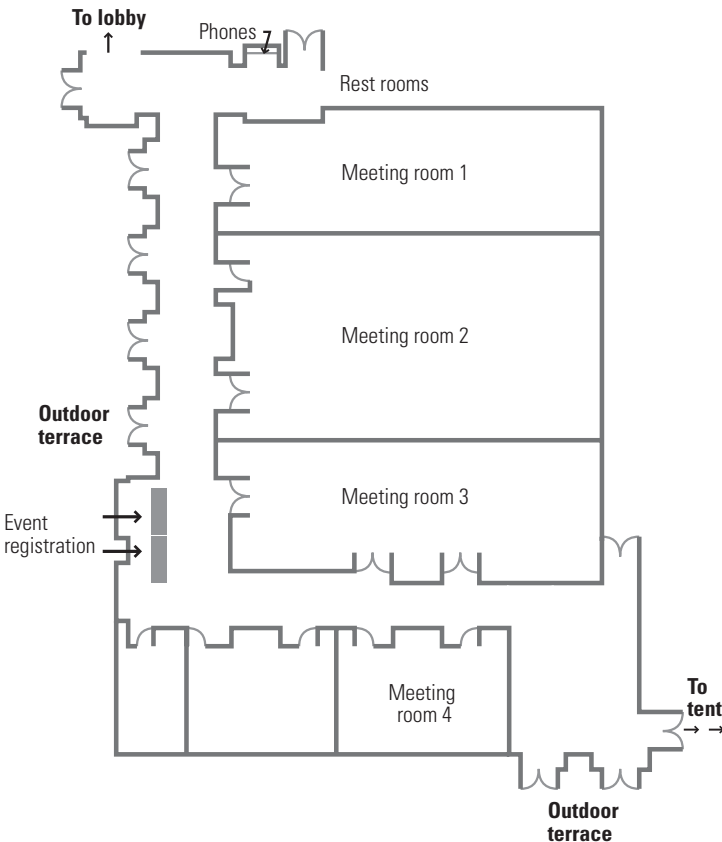 To lobby
Phones
Rest rooms
Meeting room 1
Meeting room 2
Outdoor
terrace
Meeting room 3
Event
registration
Meeting
room 4
To
tent
Outdoor
terrace